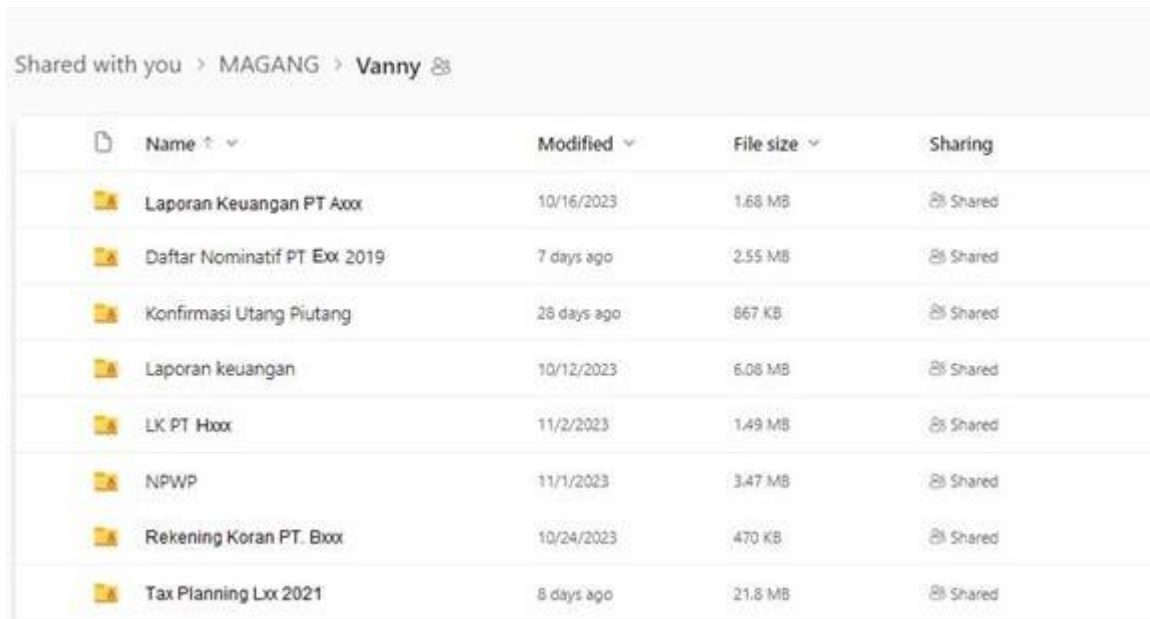 Shared with you > MAGANG > Vanny
Name Modified File size Sharing
Laporan Keuangan PT Axxx 10/16/2023 1.68 MB Shared
Daftar Nominatif PT Exx 2019 7 days ago 2.55 MB Shared
Konfirmasi Utang Piutang 28 days ago 867 KB Shared
Laporan keuangan 10/12/2023 6.08 MB Shared
LK PT Hxxx 11/2/2023 1.49 MB Shared
NPWP 11/1/2023 3.47 MB Shared
Rekening Koran PT. Bxxx 10/24/2023 470 KB Shared
Tax Planning Lxx 2021 8 days ago 21.8 MB Shared